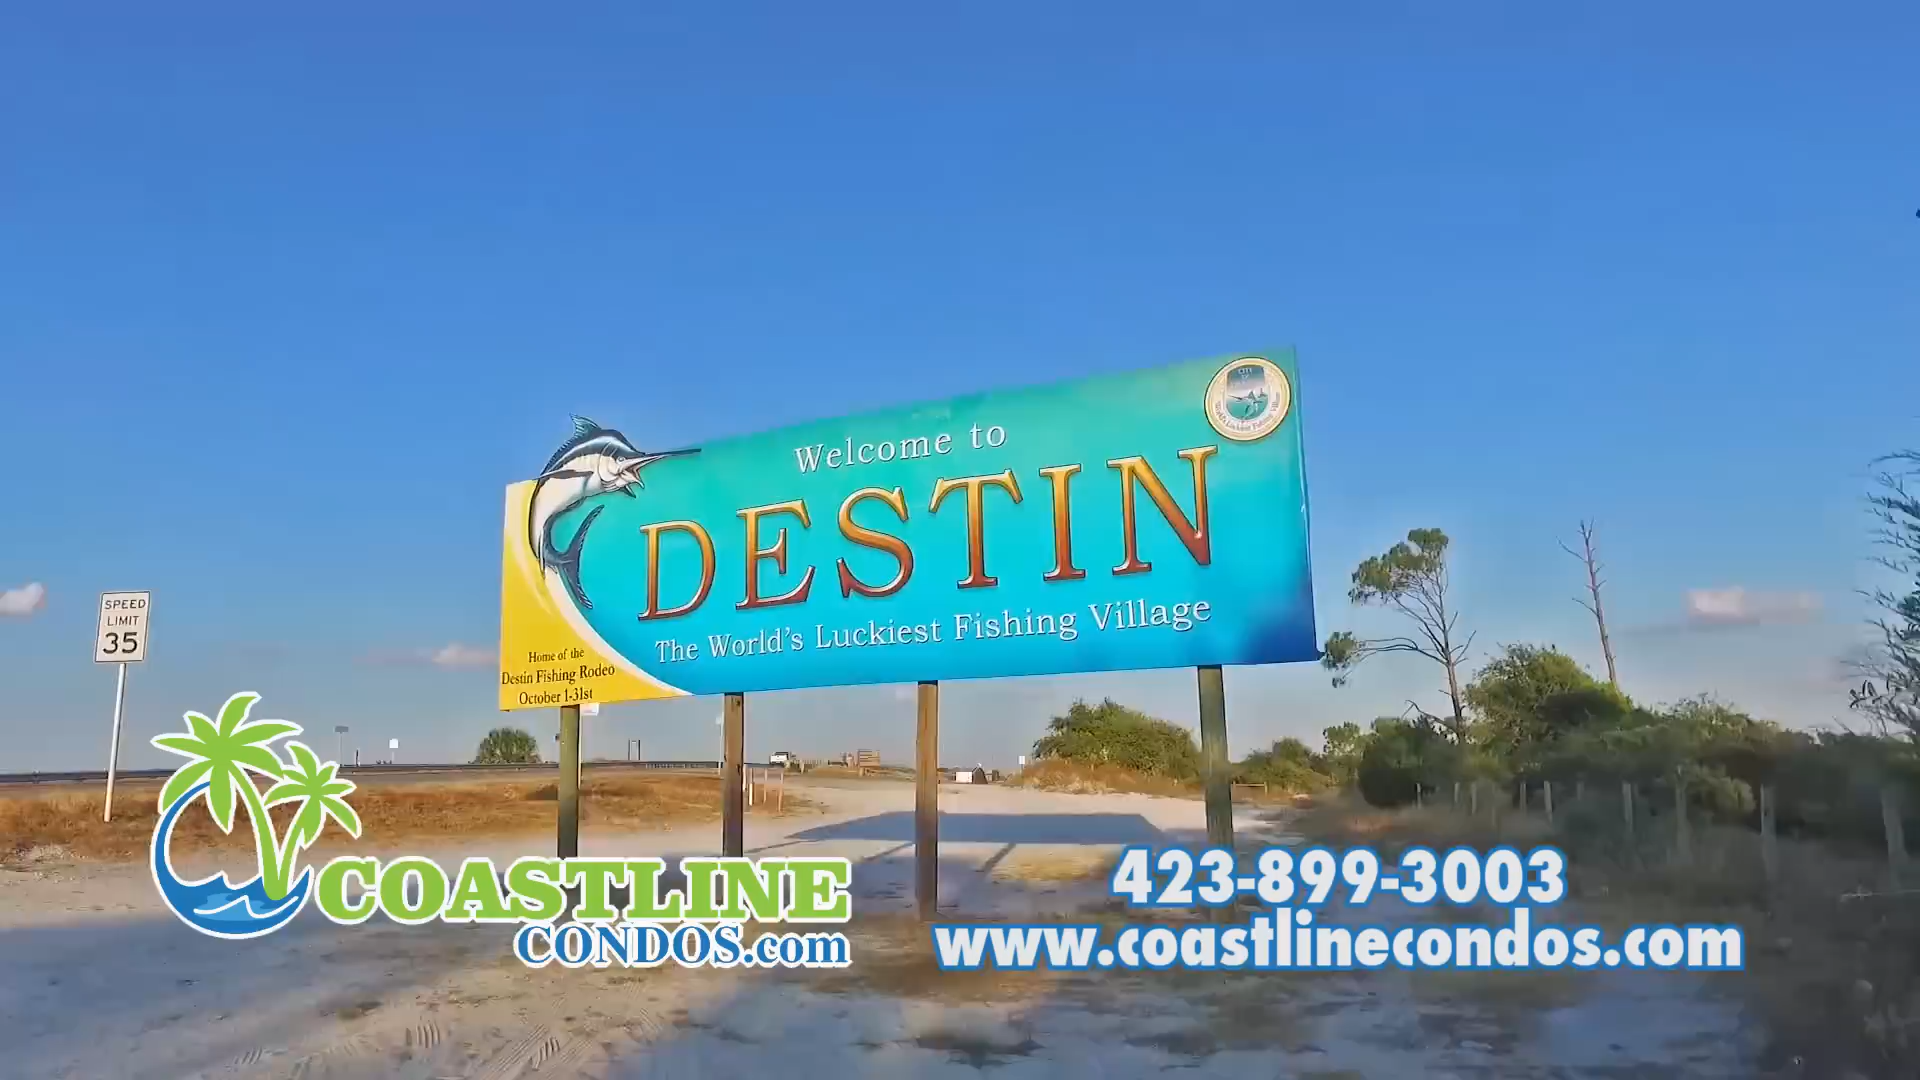 Welcome to
DESTIN
The World's Luckiest Fishing Village
Home of the
Destin Fishing Rodeo
October 1-31st
SPEED
LIMIT
35
COASTLINE
CONDOS.com
423-899-3003
www.coastlinecondos.com